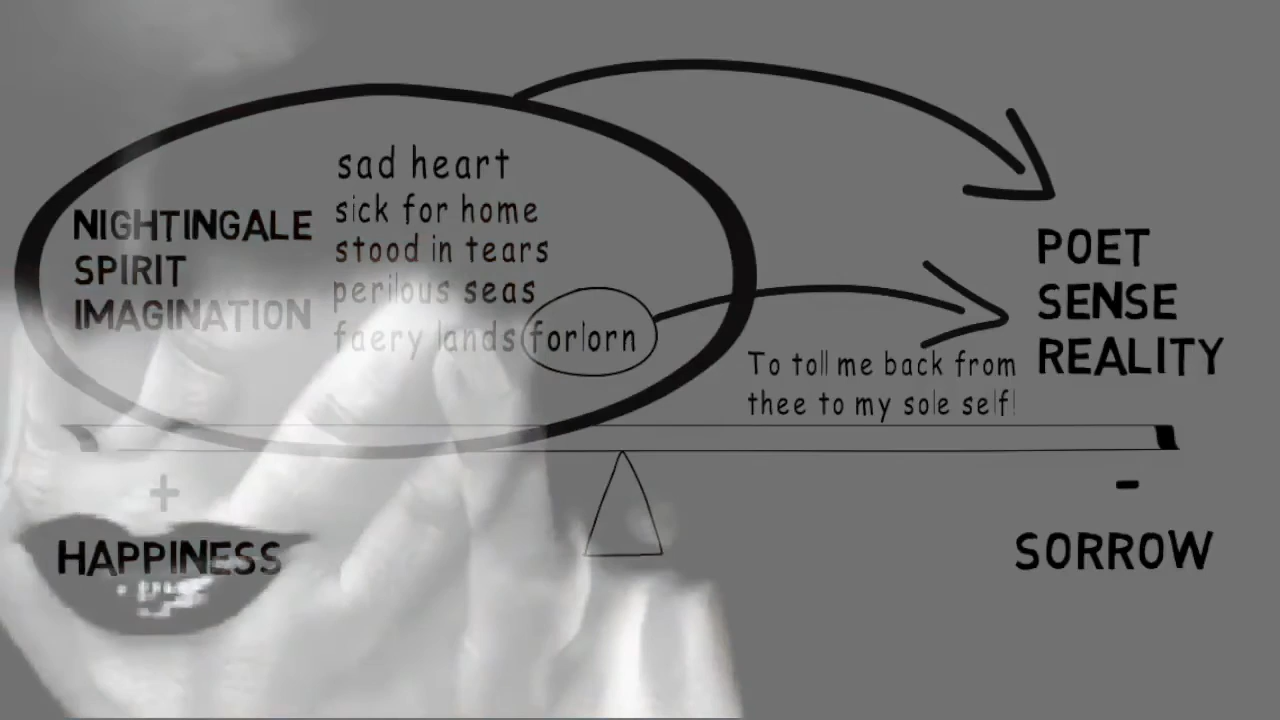 NIGHTINGALE
SPIRIT
IMAGINATION
sad heart
sick for home
stood in tears
perilous seas
faery lands forlorn
To toll me back from
thee to my sole self!
POET
SENSE
REALITY
+
HAPPINESS
-
SORROW